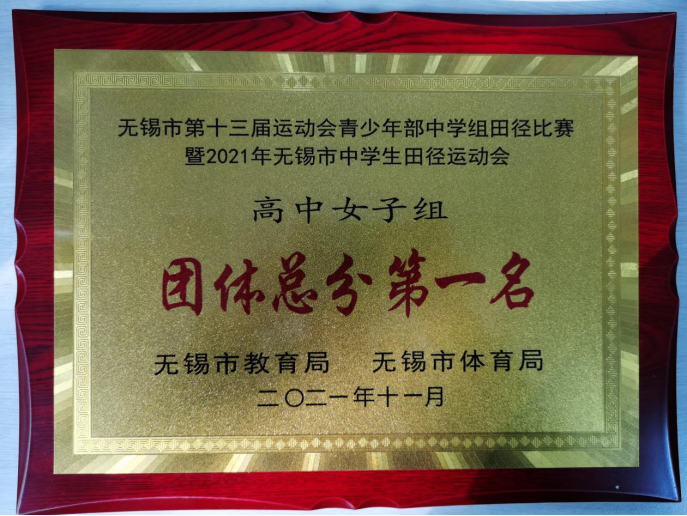 无锡市第十三届运动会青少年部中学组田径比赛
暨2021年无锡市中学生田径运动会
高中女子组
团体总分第一名
无锡市教育局 无锡市体育局
二〇二一年十一月